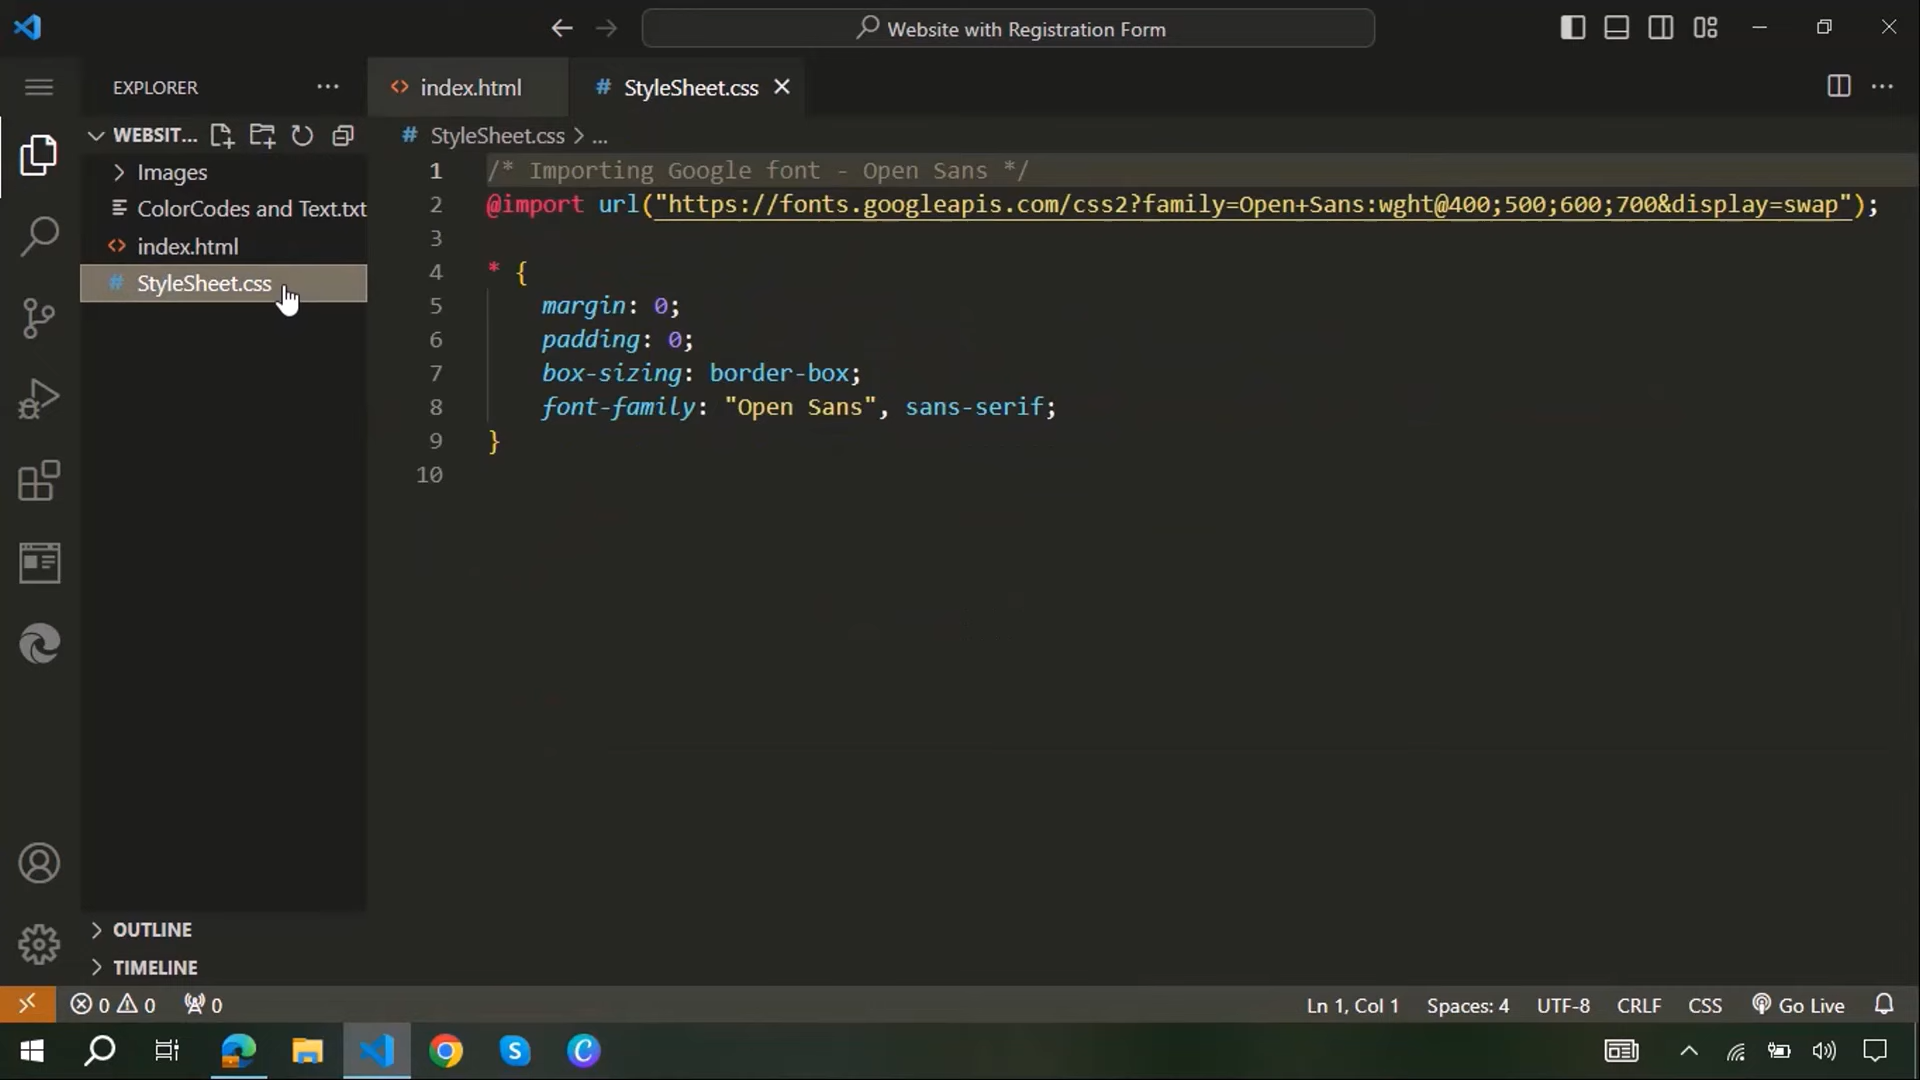 Website with Registration Form
EXPLORER
index.html
StyleSheet.css
WEBSIT...
StyleSheet.css > ...
Images
ColorCodes and Text.txt
index.html
StyleSheet.css
1 /* Importing Google font - Open Sans */
2 @import url("https://fonts.googleapis.com/css2?family=Open+Sans:wght@400;500;600;700&display=swap");
3
4 * {
5 margin: 0;
6 padding: 0;
7 box-sizing: border-box;
8 font-family: "Open Sans", sans-serif;
9 }
10
OUTLINE
TIMELINE
0 0 0
Ln 1, Col 1 Spaces: 4 UTF-8 CRLF CSS Go Live